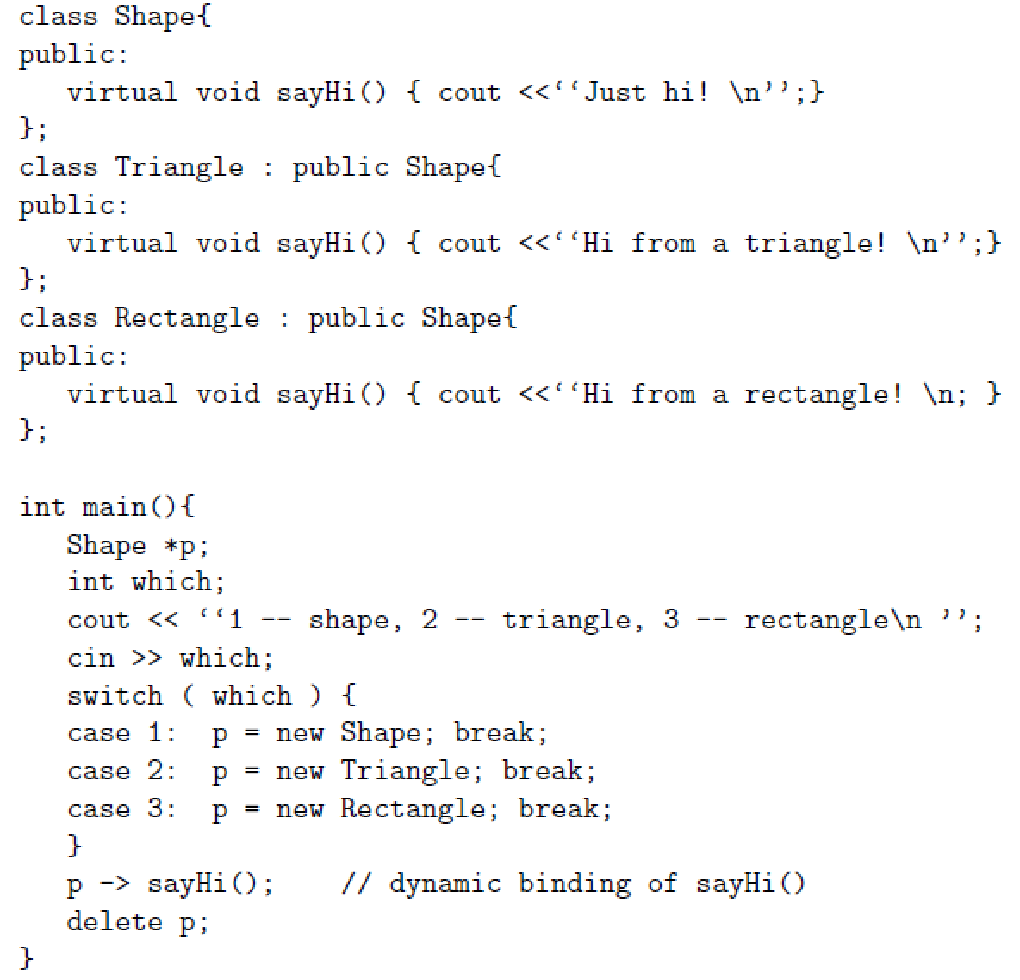 class Shape{
public:
   virtual void sayHi() { cout <<‘‘Just hi! \n’’;}
};
class Triangle : public Shape{
public:
   virtual void sayHi() { cout <<‘‘Hi from a triangle! \n’’;}
};
class Rectangle : public Shape{
public:
   virtual void sayHi() { cout <<‘‘Hi from a rectangle! \n; }
};

int main(){
   Shape *p;
   int which;
   cout << ‘‘1 -- shape, 2 -- triangle, 3 -- rectangle\n ’’;
   cin >> which;
   switch ( which ) {
   case 1:  p = new Shape; break;
   case 2:  p = new Triangle; break;
   case 3:  p = new Rectangle; break;
   }
   p -> sayHi();    // dynamic binding of sayHi()
   delete p;
}